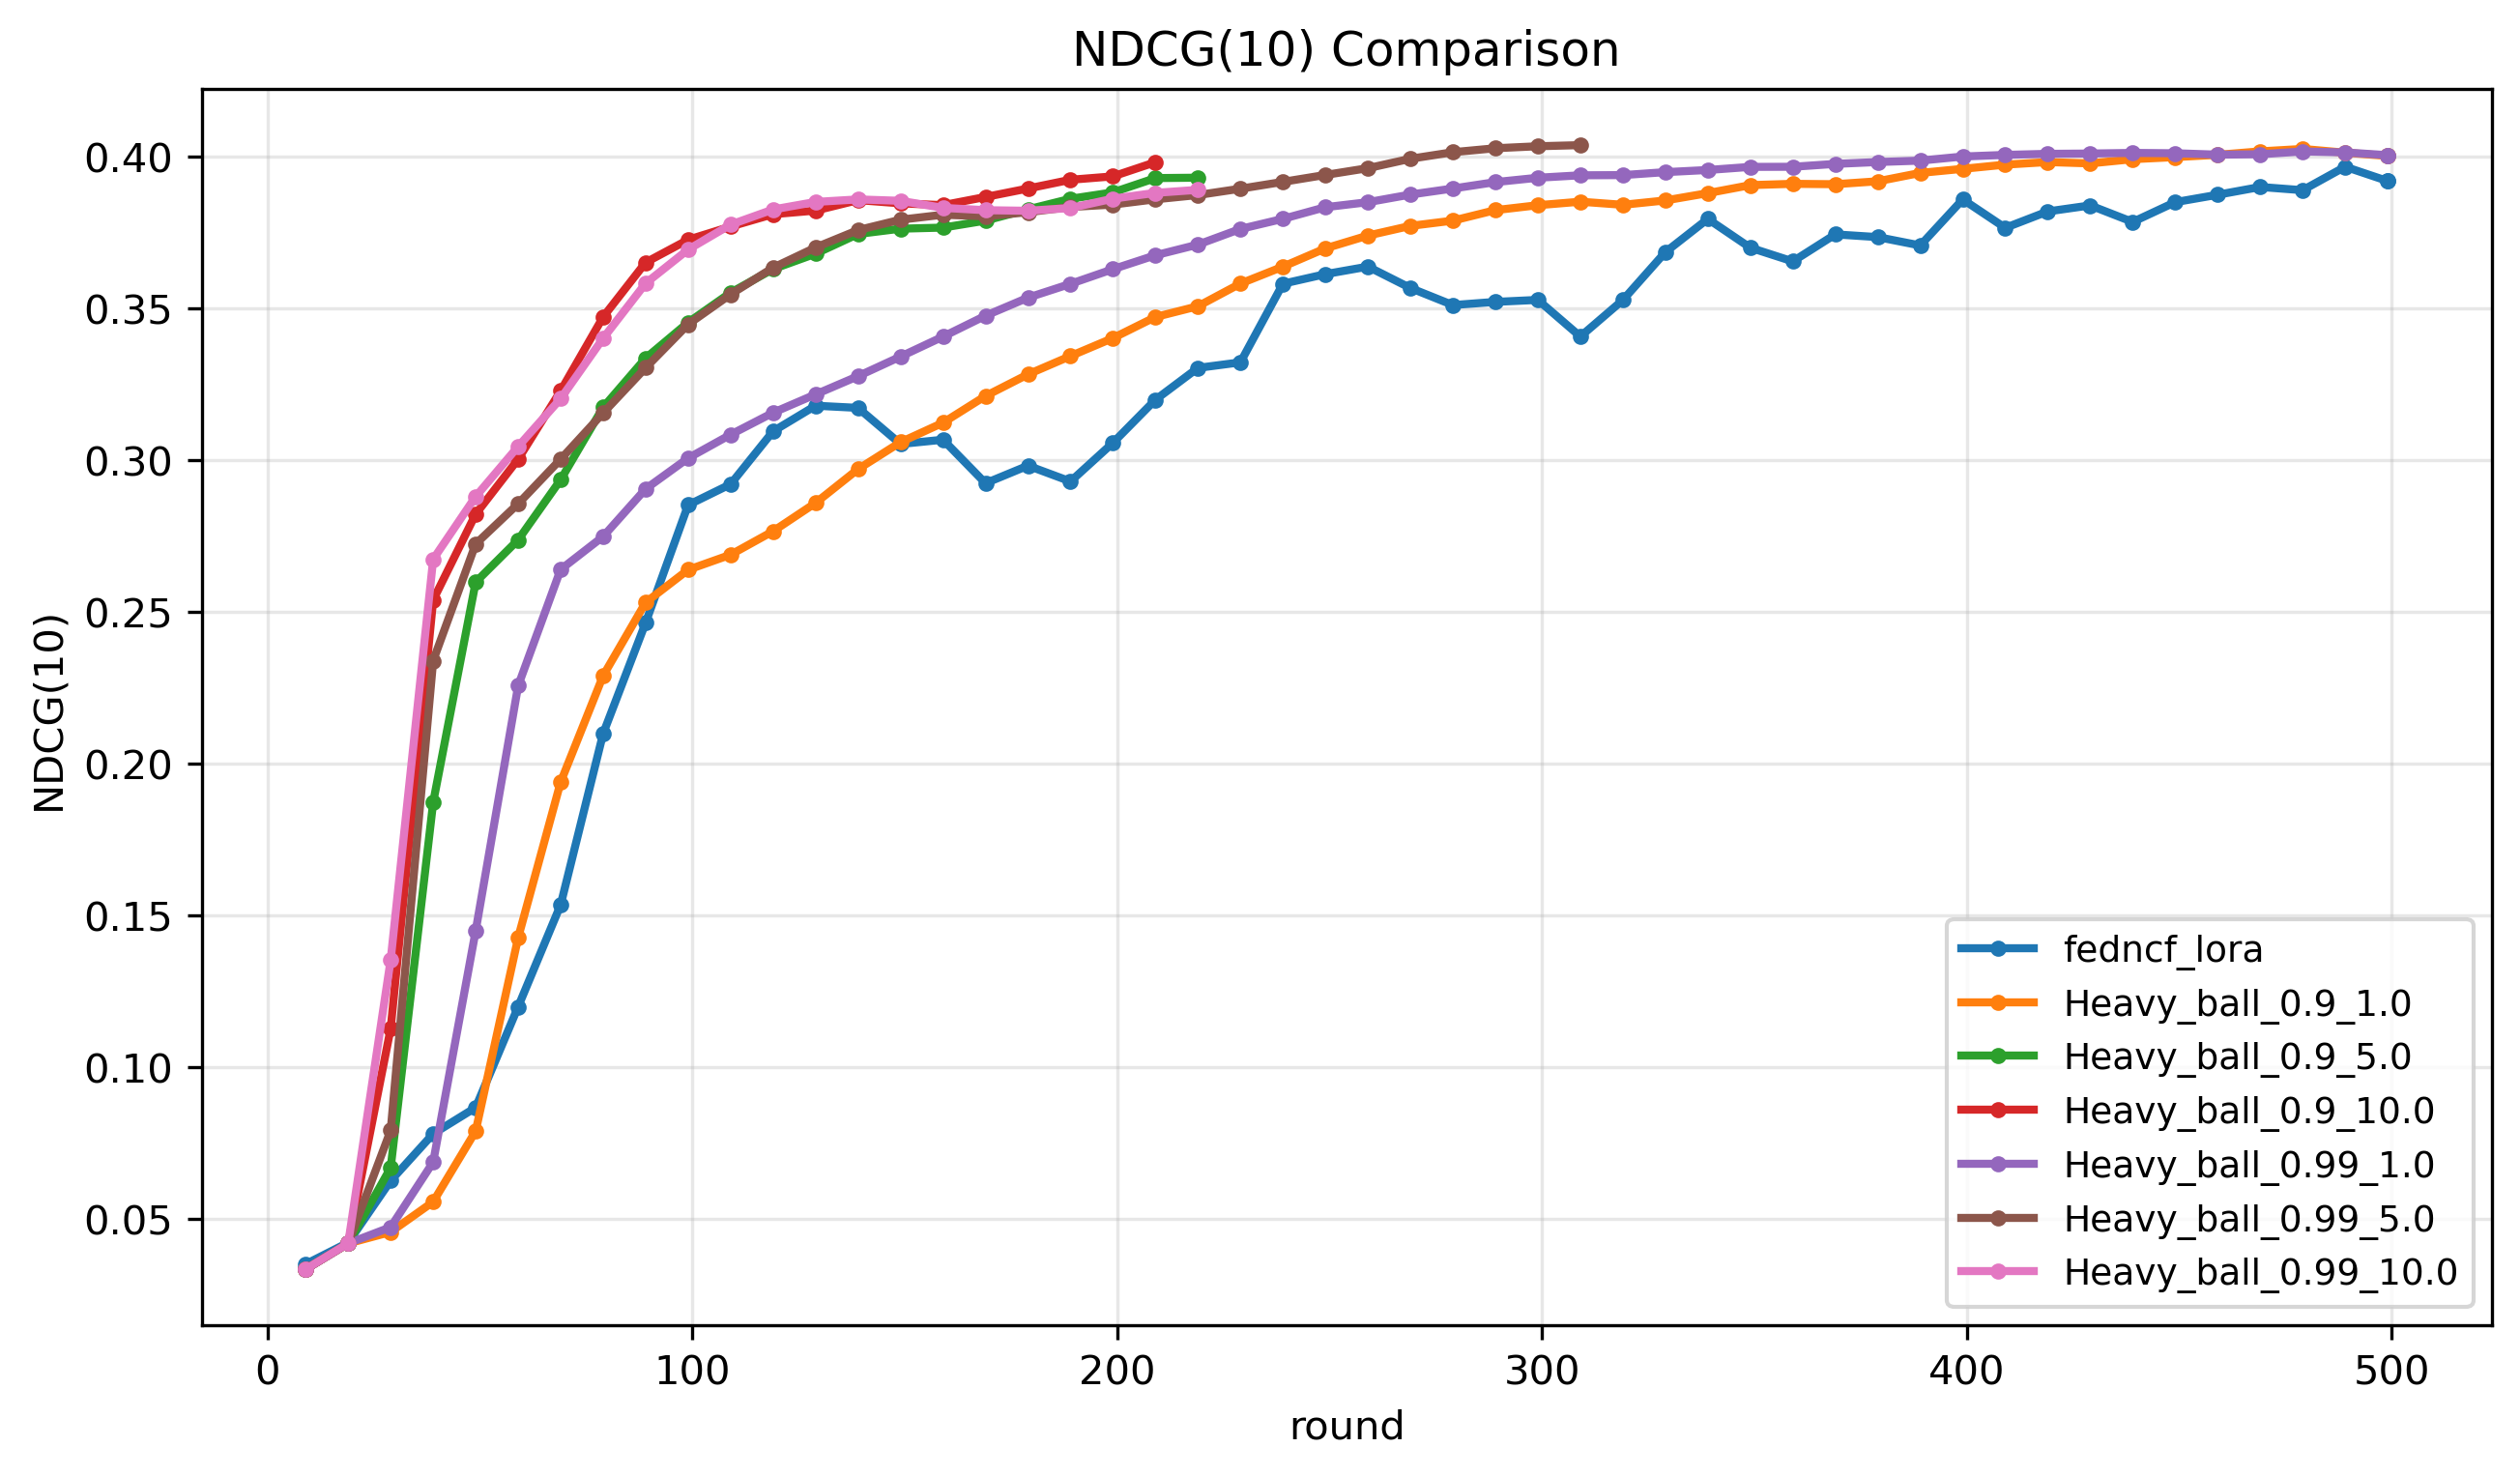 NDCG(10) Comparison
NDCG(10)
0.40
0.35
0.30
0.25
0.20
0.15
0.10
0.05
0
100
200
300
400
500
round
fedncf_lora
Heavy_ball_0.9_1.0
Heavy_ball_0.9_5.0
Heavy_ball_0.9_10.0
Heavy_ball_0.99_1.0
Heavy_ball_0.99_5.0
Heavy_ball_0.99_10.0